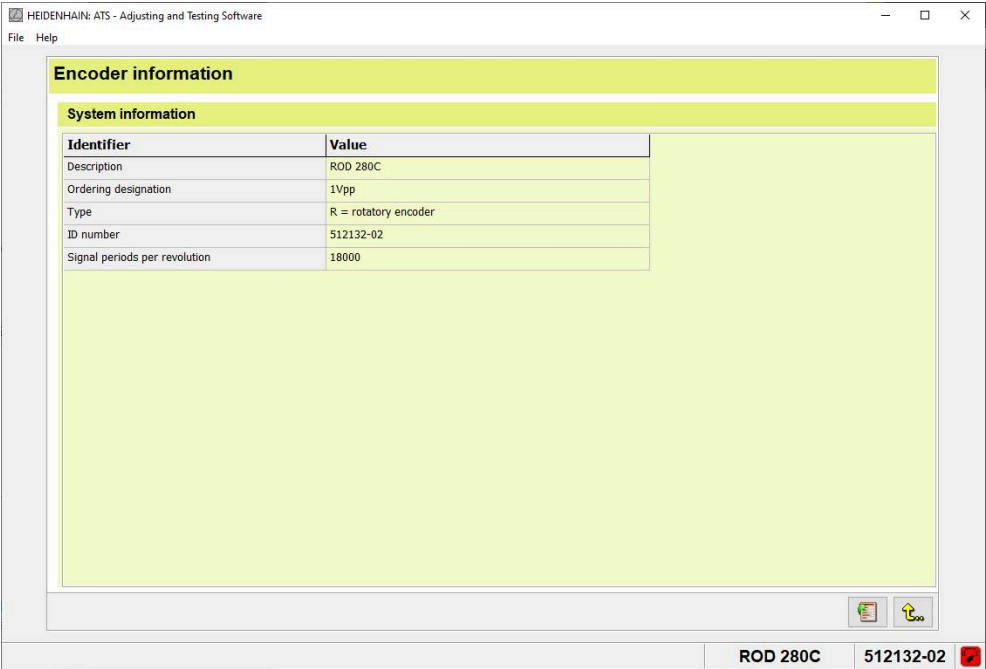 HEIDENHAIN: ATS - Adjusting and Testing Software
File Help
Encoder information
System information
Identifier Value
Description ROD 280C
Ordering designation 1Vpp
Type R = rotatory encoder
ID number 512132-02
Signal periods per revolution 18000
ROD 280C 512132-02